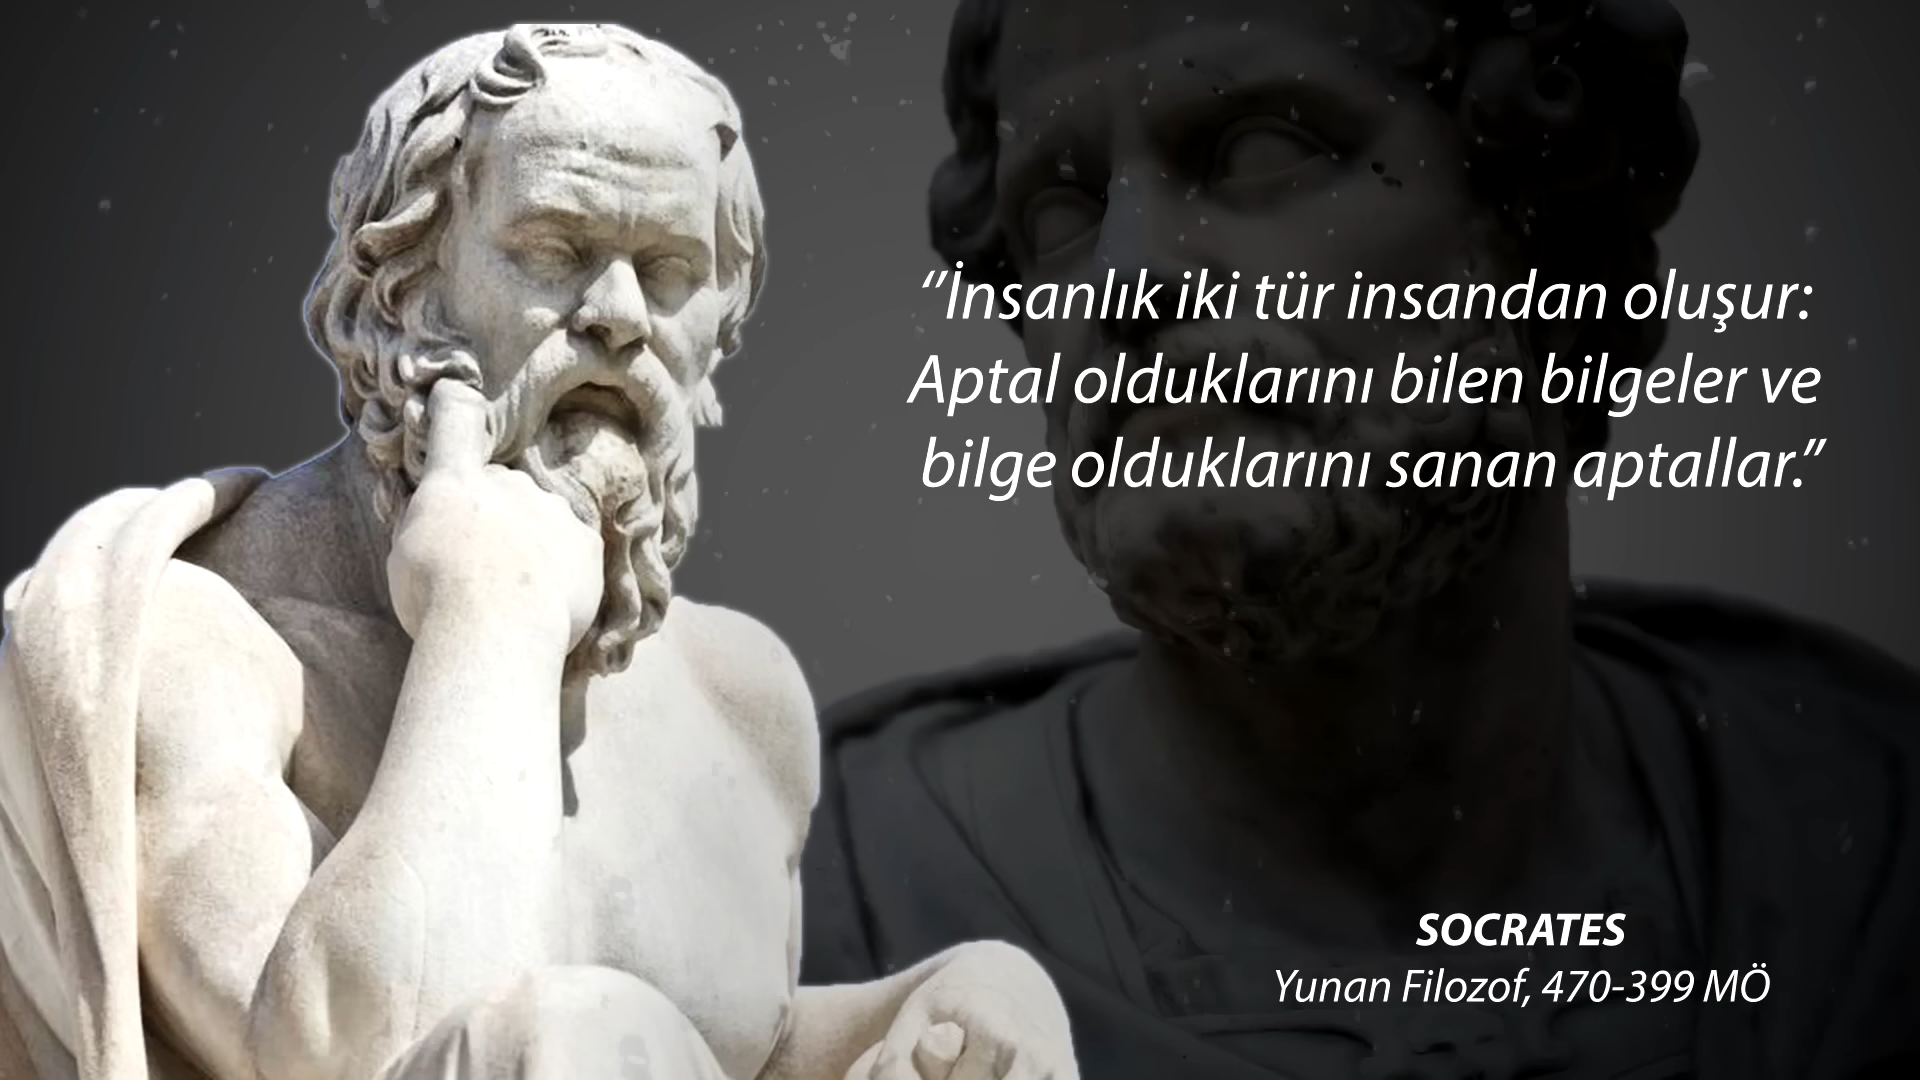 “İnsanlık iki tür insandan oluşur:
Aptal olduklarını bilen bilgeler ve
bilge olduklarını sanan aptallar.”
SOCRATES
Yunan Filozof, 470-399 MÖ